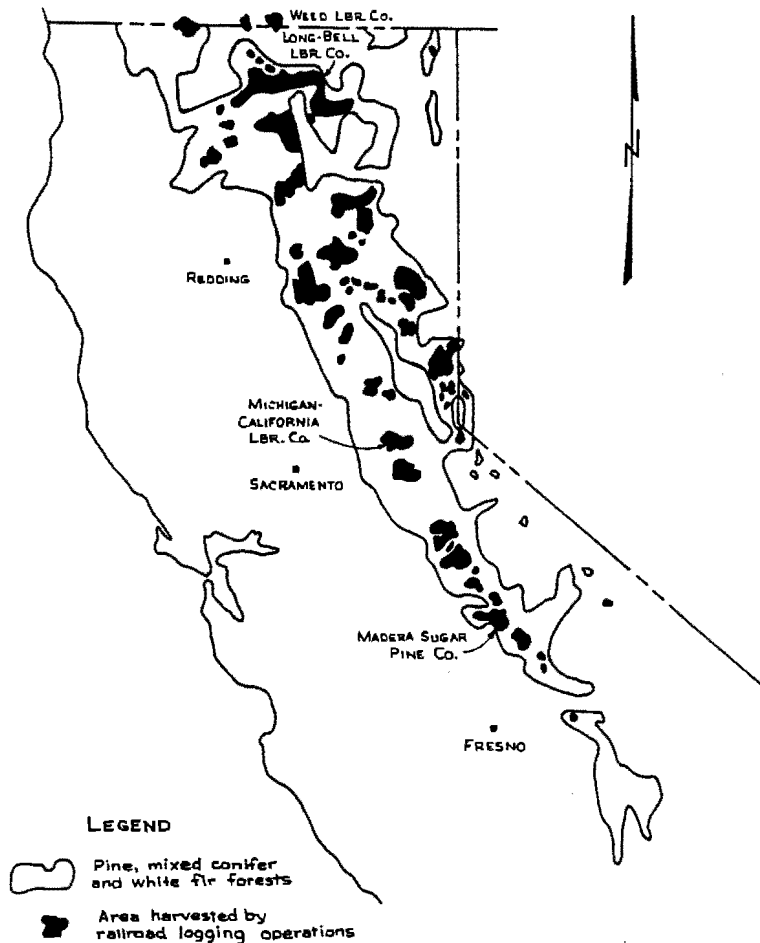 WEED LBR. CO.
LONG-BELL
LBR. CO.
N
REDDING
MICHIGAN-
CALIFORNIA
LBR. CO.
SACRAMENTO
MADERA SUGAR
PINE CO.
FRESNO
LEGEND
Pine, mixed conifer
and white fir forests
Area harvested by
railroad logging operations